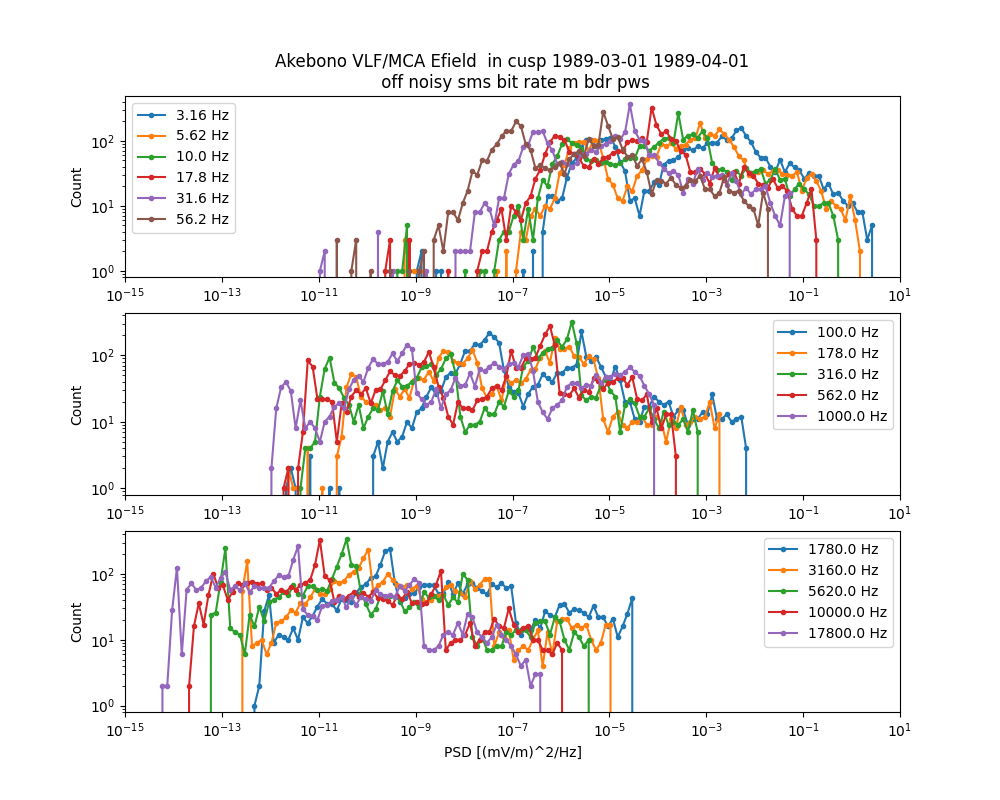 Akebono VLF/MCA Efield  in cusp 1989-03-01 1989-04-01
off noisy sms bit rate m bdr pws
Count
10^2
10^1
10^0
3.16 Hz
5.62 Hz
10.0 Hz
17.8 Hz
31.6 Hz
56.2 Hz
10^-15 10^-13 10^-11 10^-9 10^-7 10^-5 10^-3 10^-1 10^1
Count
10^2
10^1
10^0
100.0 Hz
178.0 Hz
316.0 Hz
562.0 Hz
1000.0 Hz
10^-15 10^-13 10^-11 10^-9 10^-7 10^-5 10^-3 10^-1 10^1
Count
10^2
10^1
10^0
1780.0 Hz
3160.0 Hz
5620.0 Hz
10000.0 Hz
17800.0 Hz
10^-15 10^-13 10^-11 10^-9 10^-7 10^-5 10^-3 10^-1 10^1
PSD [(mV/m)^2/Hz]